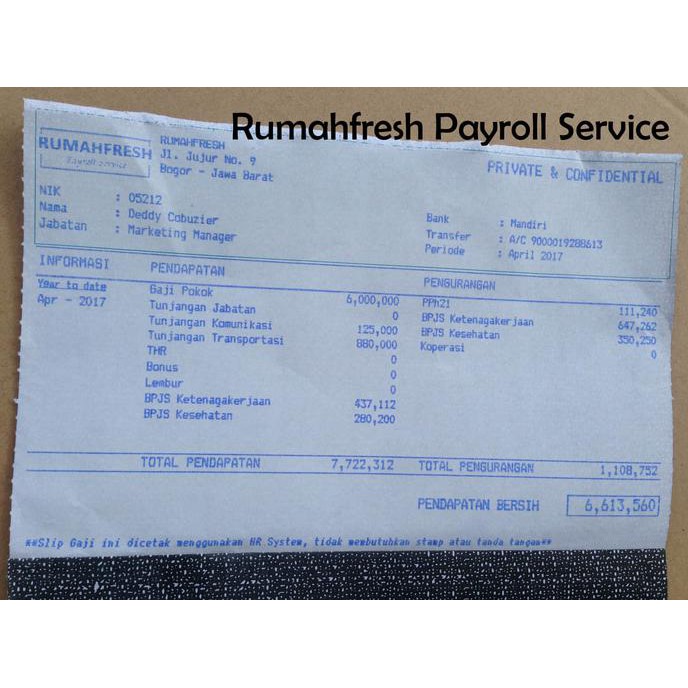 Rumahfresh Payroll Service
RUMAHFRESH
Payroll Service
RUMAHFRESH
Jl. Jujur No. 9
Bogor - Jawa Barat
PRIVATE & CONFIDENTIAL
NIK : 05212
Nama : Deddy Cobuzier
Jabatan : Marketing Manager
Bank : Mandiri
Transfer : A/C 9000019288613
Periode : April 2017
INFORMASI
Year to date
Apr - 2017
PENDAPATAN
Gaji Pokok 6,000,000
Tunjangan Jabatan 0
Tunjangan Komunikasi 125,000
Tunjangan Transportasi 880,000
THR 0
Bonus 0
Lembur 0
BPJS Ketenagakerjaan 437,112
BPJS Kesehatan 280,200
PENGURANGAN
PPh21 111,240
BPJS Ketenagakerjaan 647,262
BPJS Kesehatan 350,250
Koperasi 0
TOTAL PENDAPATAN 7,722,312 TOTAL PENGURANGAN 1,108,752
PENDAPATAN BERSIH 6,613,560
**Slip Gaji ini dicetak menggunakan HR System, tidak membutuhkan stamp atau tanda tangan**